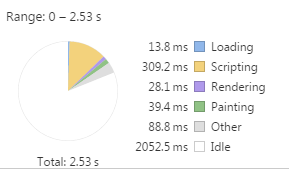 Range: 0 – 2.53 s
13.8 ms Loading
309.2 ms Scripting
28.1 ms Rendering
39.4 ms Painting
88.8 ms Other
2052.5 ms Idle
Total: 2.53 s